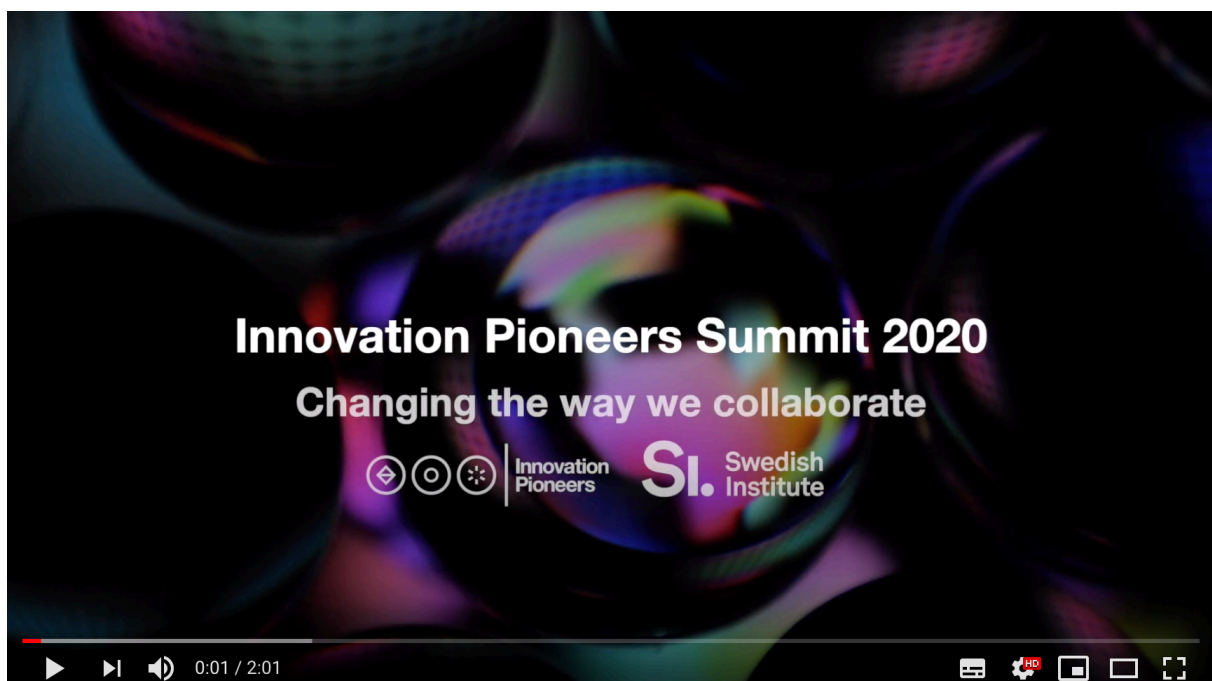 Innovation Pioneers Summit 2020
Changing the way we collaborate
Innovation
Pioneers
SI.
Swedish
Institute
0:01 / 2:01
HD